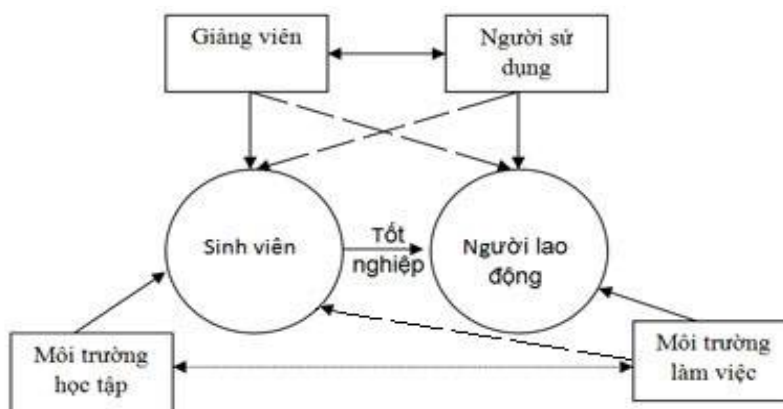 Giảng viên
Người sử
dụng
Sinh viên
Tốt
nghiệp
Người lao
động
Môi trường
học tập
Môi trường
làm việc